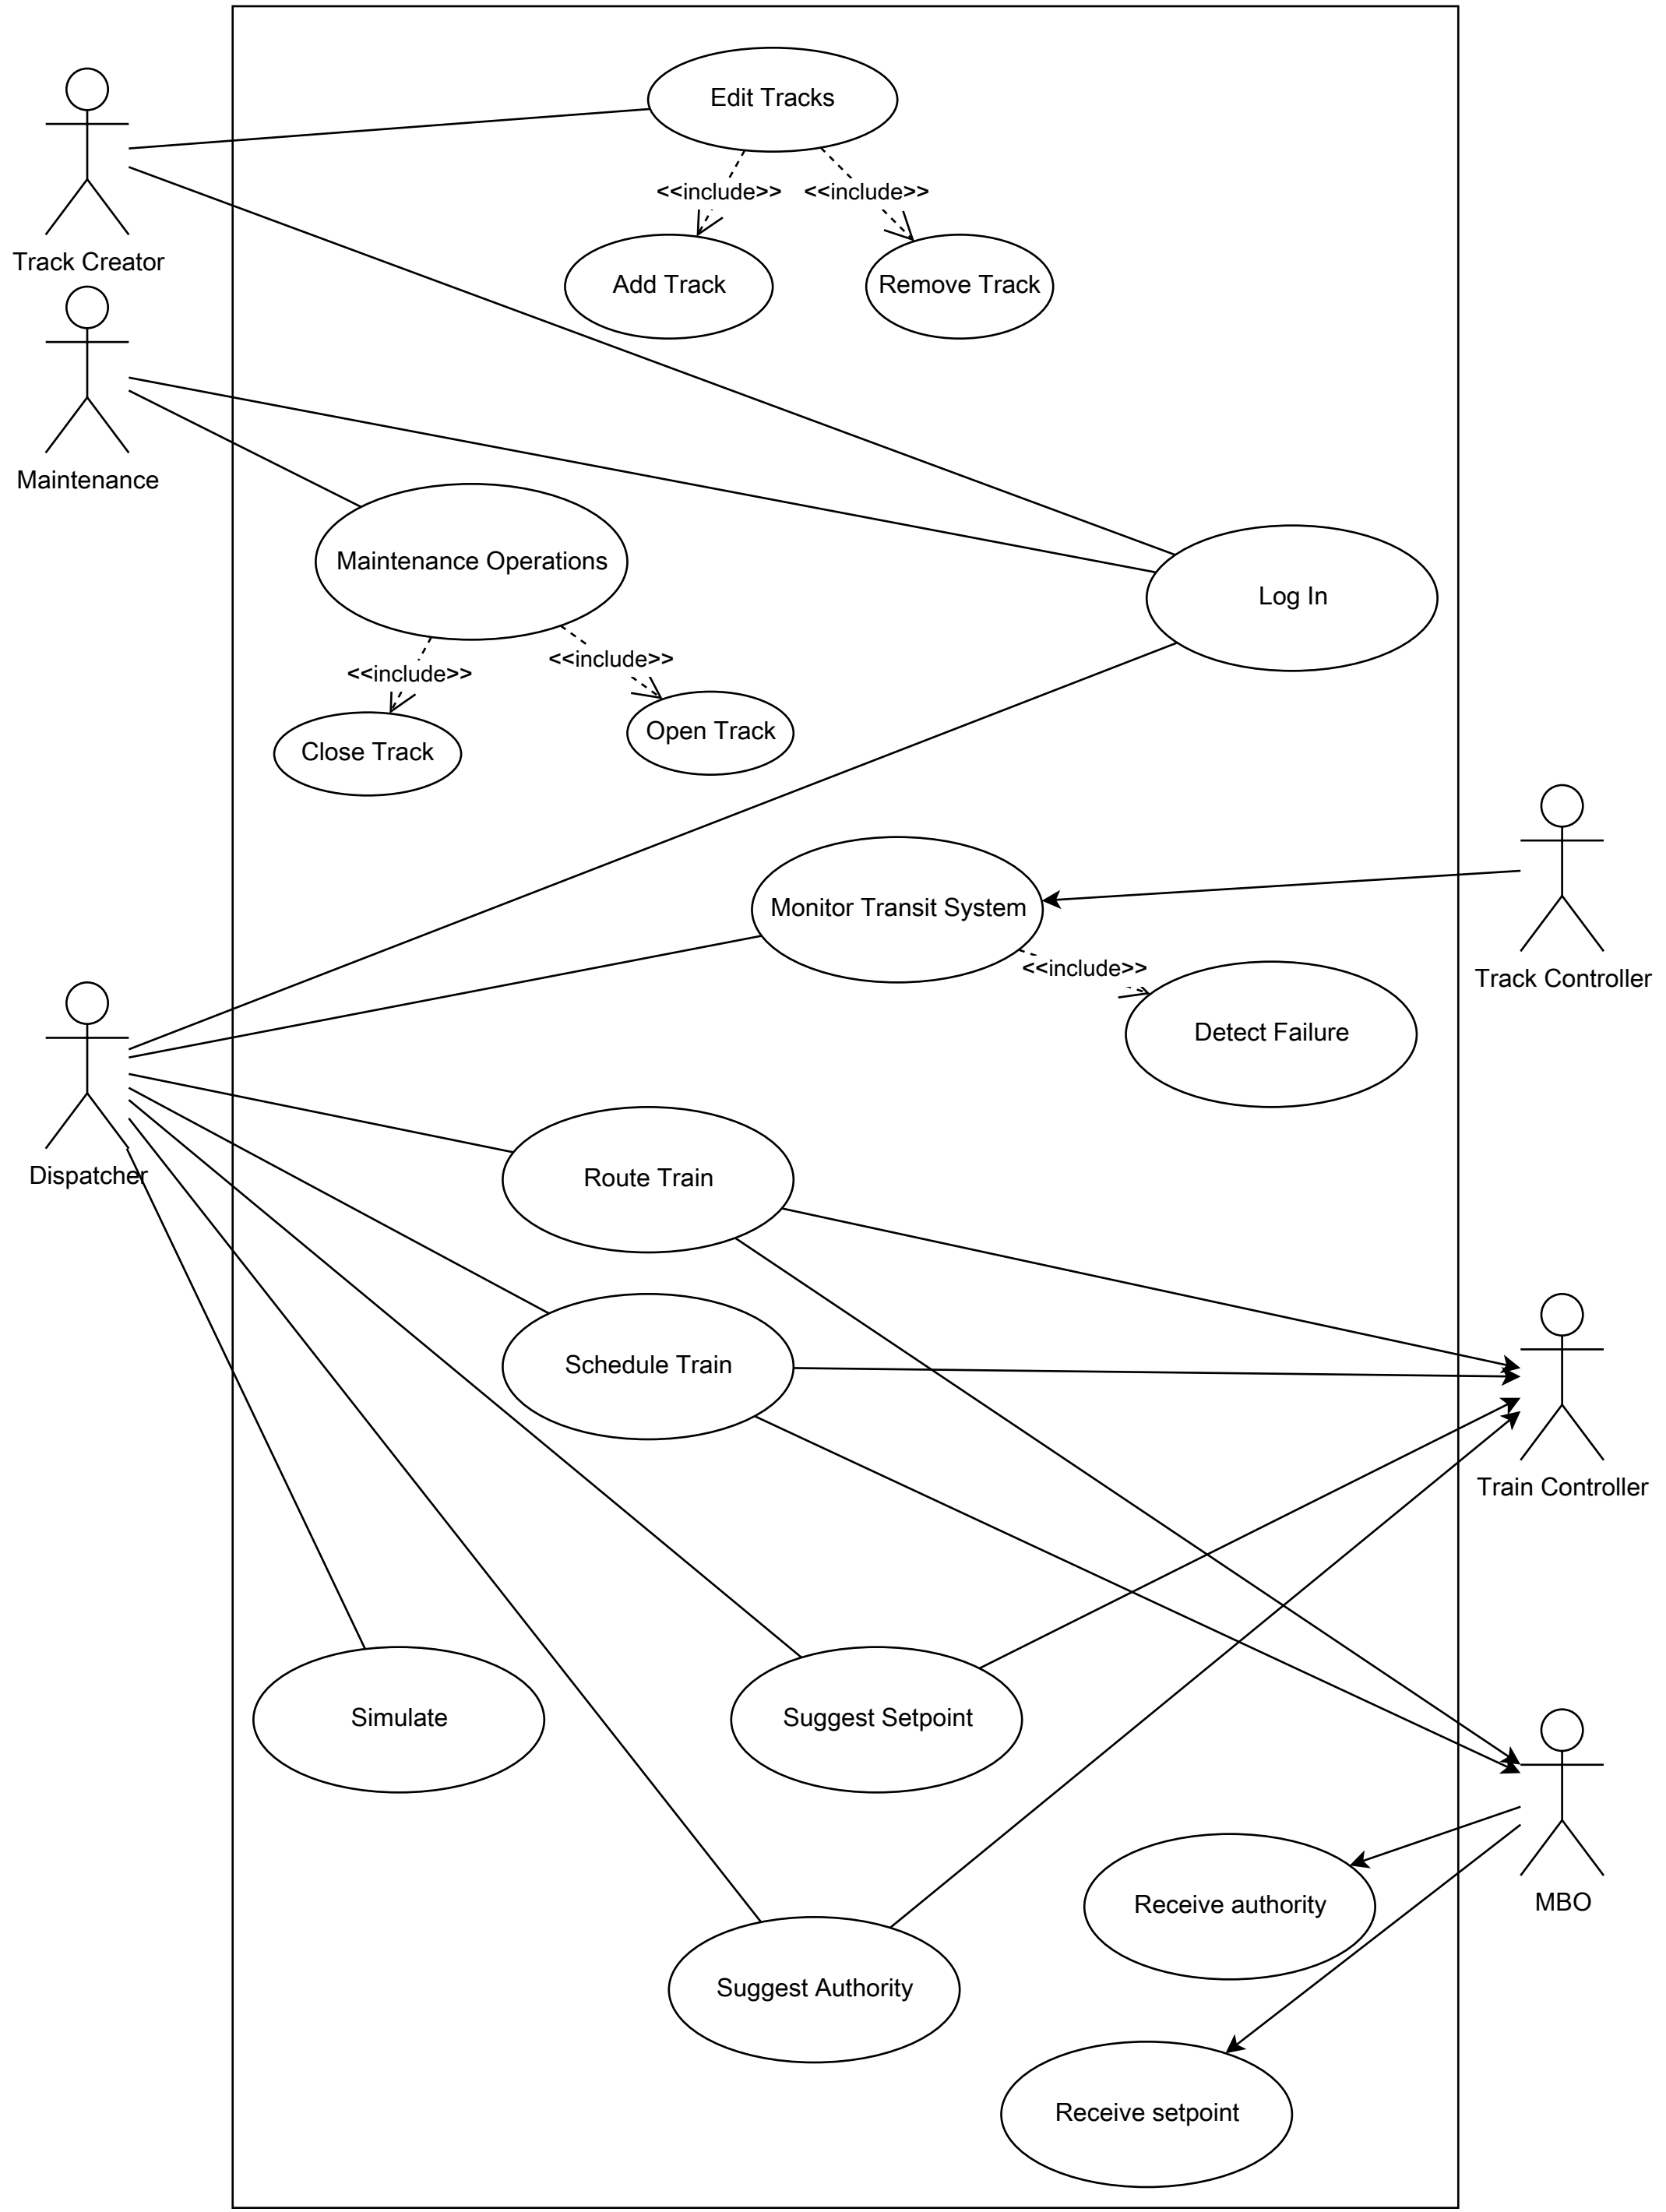 Edit Tracks
<<include>> <<include>>
Track Creator
Add Track
Remove Track
Maintenance
Maintenance Operations
Log In
<<include>>
<<include>>
Open Track
Close Track
Monitor Transit System
<<include>>
Track Controller
Detect Failure
Dispatcher
Route Train
Schedule Train
Train Controller
Simulate
Suggest Setpoint
Receive authority
MBO
Suggest Authority
Receive setpoint